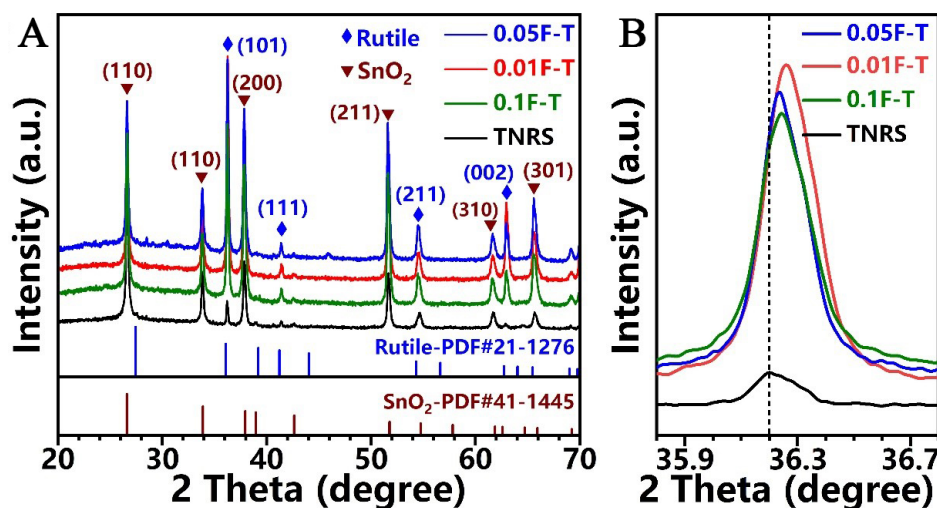 A
Rutile
SnO₂
0.05F-T
0.01F-T
0.1F-T
TNRS
(110)
(110)
(101)
(200)
(111)
(211)
(211)
(310)
(002)
(301)
Rutile-PDF#21-1276
SnO₂-PDF#41-1445
Intensity (a.u.)
20 30 40 50 60 70
2 Theta (degree)
B
0.05F-T
0.01F-T
0.1F-T
TNRS
Intensity (a.u.)
35.9 36.3 36.7
2 Theta (degree)